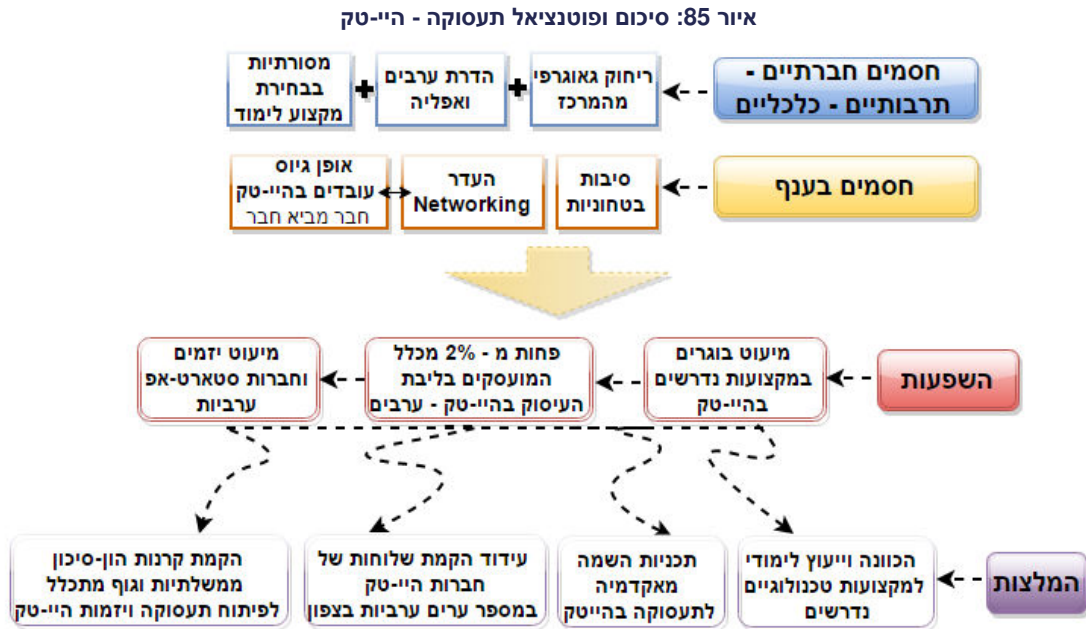 איור 85: סיכום ופוטנציאל תעסוקה - היי-טק
חסמים חברתיים -
תרבותיים - כלכליים
ריחוק גאוגרפי
מהמרכז
+
הדרת ערבים
ואפליה
+
מסורתיות
בבחירת
מקצוע לימוד
חסמים בענף
סיבות
בטחוניות
העדר
Networking
אופן גיוס
עובדים בהיי-טק
חבר מביא חבר
השפעות
מיעוט בוגרים
במקצועות נדרשים
בהיי-טק
פחות מ - 2% מכלל
המועסקים בליבת
העיסוק בהיי-טק - ערבים
מיעוט יזמים
וחברות סטארט-אפ
ערביות
המלצות
הכוונה וייעוץ לימודי
למקצועות טכנולוגיים
נדרשים
תכניות השמה
מאקדמיה
לתעסוקה בהייטק
עידוד הקמת שלוחות של
חברות היי-טק
במספר ערים ערביות בצפון
הקמת קרנות הון-סיכון
ממשלתיות וגוף מתכלל
לפיתוח תעסוקה ויזמות היי-טק